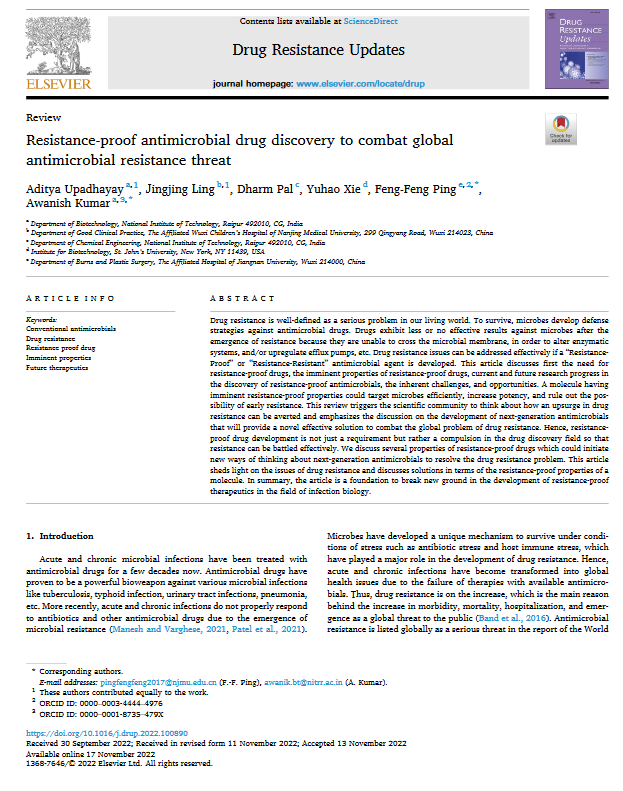 Contents lists available at ScienceDirect
Drug Resistance Updates
journal homepage: www.elsevier.com/locate/drup
ELSEVIER
DRUG
RESISTANCE
UPDATES
Review
Check for
updates
Resistance-proof antimicrobial drug discovery to combat global
antimicrobial resistance threat
Aditya Upadhayay a,1, Jingjing Ling b,1, Dharm Pal c, Yuhao Xie d, Feng-Feng Ping e,2,*,
Awanish Kumar a,3,*
a Department of Biotechnology, National Institute of Technology, Raipur 492010, CG, India
b Department of Good Clinical Practice, The Affiliated Wuxi Children's Hospital of Nanjing Medical University, 299 Qingyang Road, Wuxi 214023, China
c Department of Chemical Engineering, National Institute of Technology, Raipur 492010, CG, India
d Institute for Biotechnology, St. John's University, New York, NY 11439, USA
e Department of Burns and Plastic Surgery, The Affiliated Hospital of Jiangnan University, Wuxi 214000, China
ARTICLE INFO
Keywords:
Conventional antimicrobials
Drug resistance
Resistance proof drug
Imminent properties
Future therapeutics
ABSTRACT
Drug resistance is well-defined as a serious problem in our living world. To survive, microbes develop defense
strategies against antimicrobial drugs. Drugs exhibit less or no effective results against microbes after the
emergence of resistance because they are unable to cross the microbial membrane, in order to alter enzymatic
systems, and/or upregulate efflux pumps, etc. Drug resistance issues can be addressed effectively if a "Resistance-
Proof" or "Resistance-Resistant" antimicrobial agent is developed. This article discusses first the need for
resistance-proof drugs, the imminent properties of resistance-proof drugs, current and future research progress in
the discovery of resistance-proof antimicrobials, the inherent challenges, and opportunities. A molecule having
imminent resistance-proof properties could target microbes efficiently, increase potency, and rule out the pos-
sibility of early resistance. This review triggers the scientific community to think about how an upsurge in drug
resistance can be averted and emphasizes the discussion on the development of next-generation antimicrobials
that will provide a novel effective solution to combat the global problem of drug resistance. Hence, resistance-
proof drug development is not just a requirement but rather a compulsion in the drug discovery field so that
resistance can be battled effectively. We discuss several properties of resistance-proof drugs which could initiate
new ways of thinking about next-generation antimicrobials to resolve the drug resistance problem. This article
sheds light on the issues of drug resistance and discusses solutions in terms of the resistance-proof properties of a
molecule. In summary, the article is a foundation to break new ground in the development of resistance-proof
therapeutics in the field of infection biology.
1. Introduction
Acute and chronic microbial infections have been treated with
antimicrobial drugs for a few decades now. Antimicrobial drugs have
proven to be a powerful bioweapon against various microbial infections
like tuberculosis, typhoid infection, urinary tract infections, pneumonia,
etc. More recently, acute and chronic infections do not properly respond
to antibiotics and other antimicrobial drugs due to the emergence of
microbial resistance (Manesh and Varghese, 2021, Patel et al., 2021).
Microbes have developed a unique mechanism to survive under condi-
tions of stress such as antibiotic stress and host immune stress, which
have played a major role in the development of drug resistance. Hence,
acute and chronic infections have become transformed into global
health issues due to the failure of therapies with available antimicro-
bials. Thus, drug resistance is on the increase, which is the main reason
behind the increase in morbidity, mortality, hospitalization, and emer-
gence as a global threat to the public (Band et al., 2016). Antimicrobial
resistance is listed globally as a serious threat in the report of the World
* Corresponding authors.
E-mail addresses: pingfengfeng2017@njmu.edu.cn (F.-F. Ping), awanik.bt@nitrr.ac.in (A. Kumar).
1 These authors contributed equally to the work.
2 ORCID ID: 0000-0003-4444-4976
3 ORCID ID: 0000-0001-8735-479X
https://doi.org/10.1016/j.drup.2022.100890
Received 30 September 2022; Received in revised form 11 November 2022; Accepted 13 November 2022
Available online 17 November 2022
1368-7646/© 2022 Elsevier Ltd. All rights reserved.